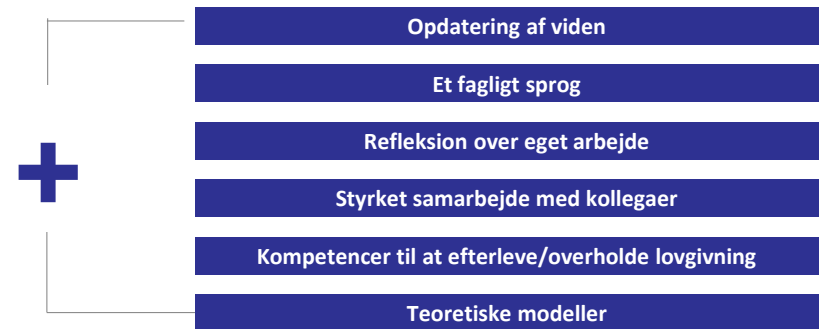 Opdatering af viden
Et fagligt sprog
Refleksion over eget arbejde
Styrket samarbejde med kollegaer
Kompetencer til at efterleve/overholde lovgivning
Teoretiske modeller